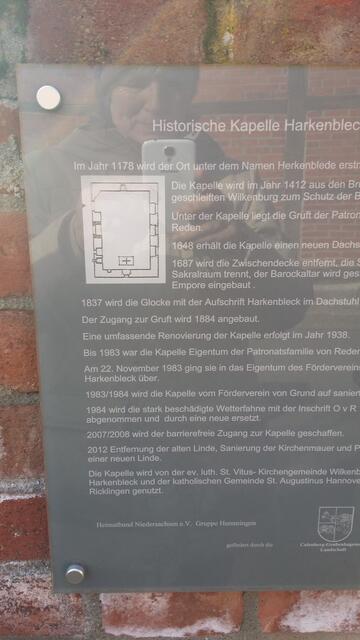 Historische Kapelle Harkenblec
Im Jahr 1178 wird der Ort unter dem Namen Herkenblede erstm
Die Kapelle wird im Jahr 1412 aus den Br
geschleiften Wilkenburg zum Schutz der B
Unter der Kapelle liegt die Gruft der Patron
Reden.
1648 erhält die Kapelle einen neuen Dachs
1687 wird die Zwischendecke entfernt, die S
Sakralraum trennt, der Barockaltar wird ges
Empore eingebaut .
1837 wird die Glocke mit der Aufschrift Harkenbleck im Dachstuhl
Der Zugang zur Gruft wird 1884 angebaut.
Eine umfassende Renovierung der Kapelle erfolgt im Jahr 1938.
Bis 1983 war die Kapelle Eigentum der Patronatsfamilie von Reden
Am 22. November 1983 ging sie in das Eigentum des Fördervereins
Harkenbleck über.
1983/1984 wird die Kapelle vom Förderverein von Grund auf saniert
1984 wird die stark beschädigte Wetterfahne mit der Inschrift O v R
abgenommen und durch eine neue ersetzt.
2007/2008 wird der barrierefreie Zugang zur Kapelle geschaffen.
2012 Entfernung der alten Linde, Sanierung der Kirchenmauer und P
einer neuen Linde.
Die Kapelle wird von der ev. luth. St. Vitus- Kirchengemeinde Wilkenb
Harkenbleck und der katholischen Gemeinde St. Augustinus Hannove
Ricklingen genutzt.
Heimatbund Niedersachsen e.V. Gruppe Hemmingen
gefördert durch die
Calenberg-Grubenhagensche
Landschaft